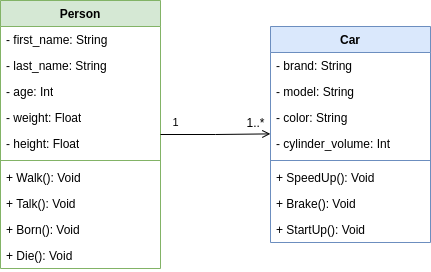 Person
- first_name: String
- last_name: String
- age: Int
- weight: Float
- height: Float
+ Walk(): Void
+ Talk(): Void
+ Born(): Void
+ Die(): Void
1
1..*
Car
- brand: String
- model: String
- color: String
- cylinder_volume: Int
+ SpeedUp(): Void
+ Brake(): Void
+ StartUp(): Void